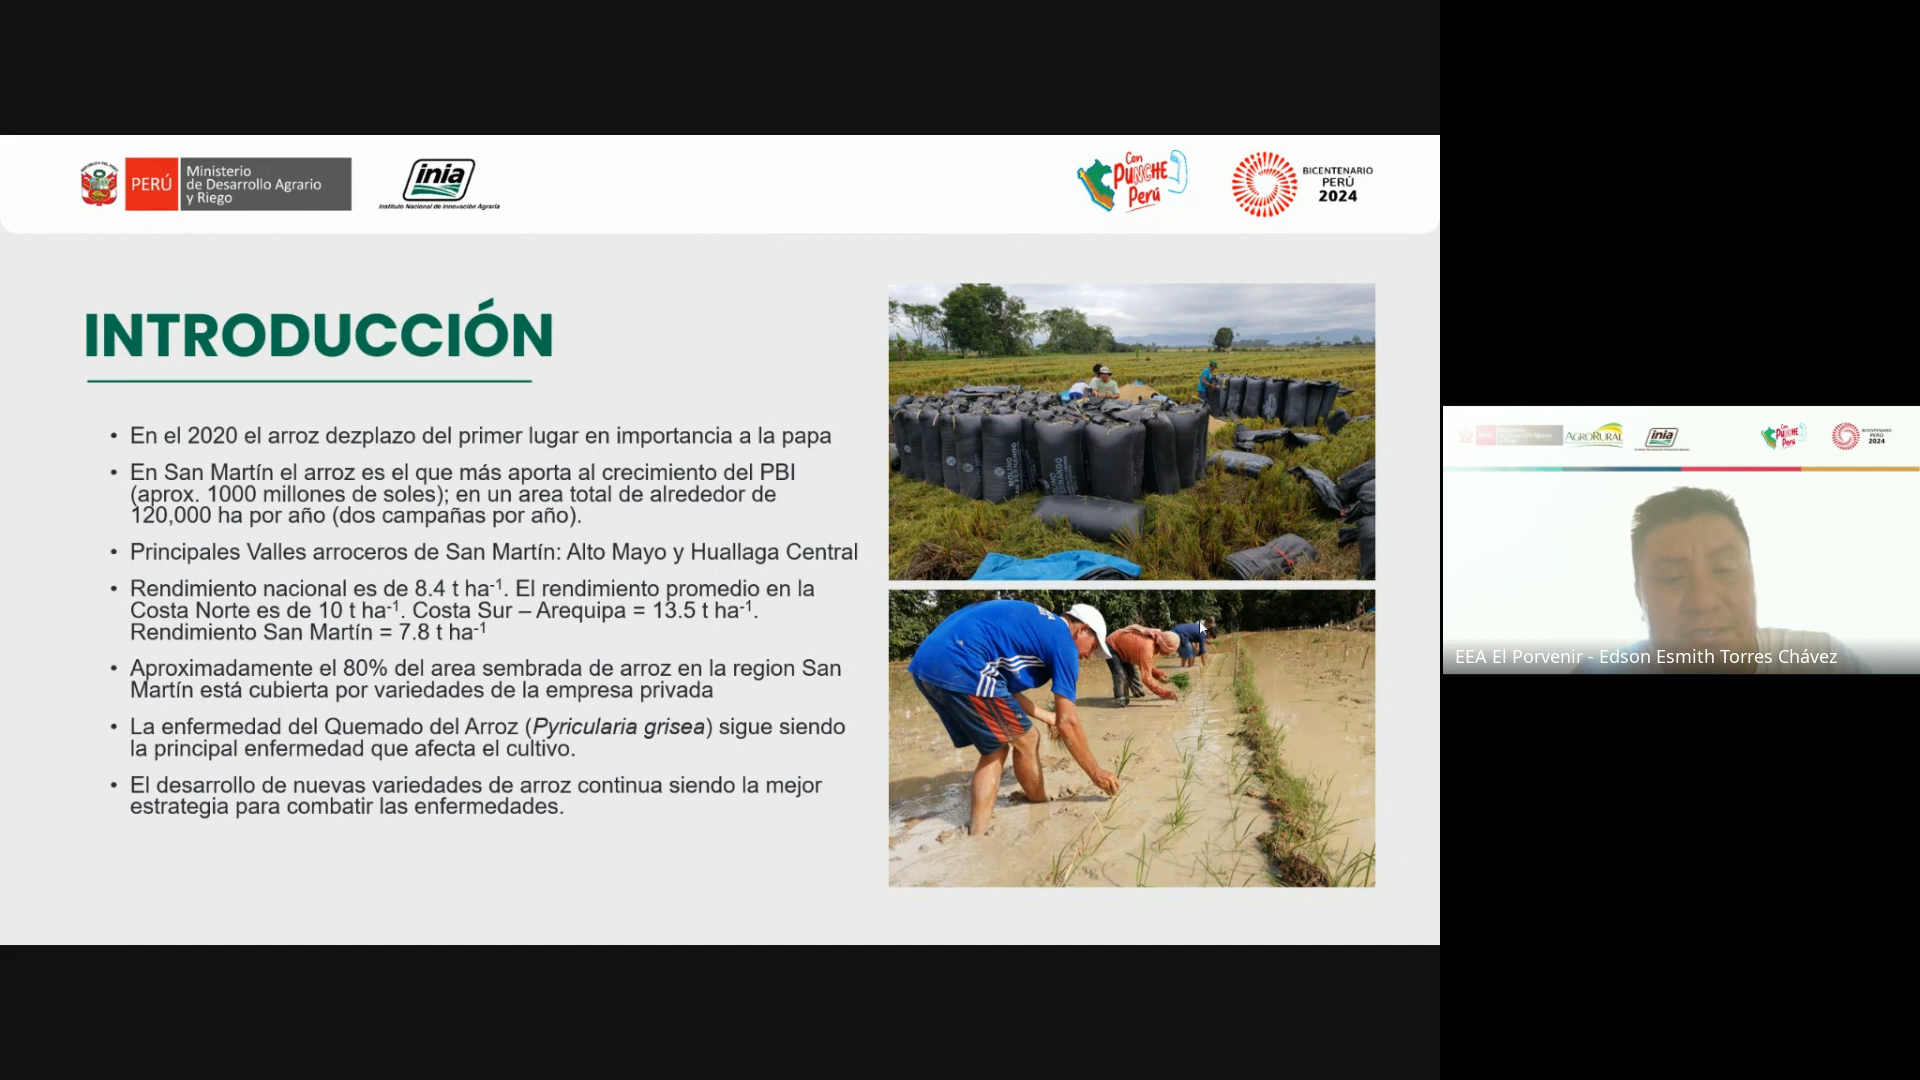 PERÚ
Ministerio
de Desarrollo Agrario
y Riego
inia
Instituto Nacional de Innovación Agraria
Con
PUNCHE
Perú
BICENTENARIO
PERÚ
2024
INTRODUCCIÓN
• En el 2020 el arroz dezplazo del primer lugar en importancia a la papa
• En San Martín el arroz es el que más aporta al crecimiento del PBI
(aprox. 1000 millones de soles); en un area total de alrededor de
120,000 ha por año (dos campañas por año).
• Principales Valles arroceros de San Martín: Alto Mayo y Huallaga Central
• Rendimiento nacional es de 8.4 t ha⁻¹. El rendimiento promedio en la
Costa Norte es de 10 t ha⁻¹. Costa Sur – Arequipa = 13.5 t ha⁻¹.
Rendimiento San Martín = 7.8 t ha⁻¹
• Aproximadamente el 80% del area sembrada de arroz en la region San
Martín está cubierta por variedades de la empresa privada
• La enfermedad del Quemado del Arroz (Pyricularia grisea) sigue siendo
la principal enfermedad que afecta el cultivo.
• El desarrollo de nuevas variedades de arroz continua siendo la mejor
estrategia para combatir las enfermedades.
MOLINO
PERÚ
AGRORURAL
inia
Con
PUNCHE
Perú
BICENTENARIO
PERÚ
2024
EEA El Porvenir - Edson Esmith Torres Chávez